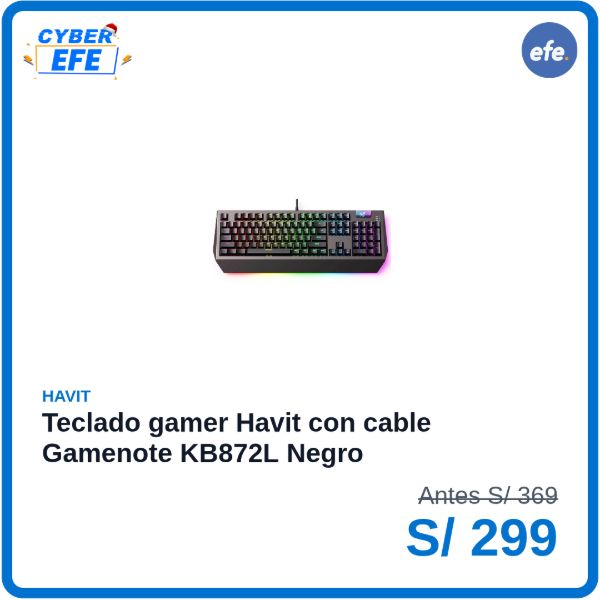 CYBER
EFE
efe.
HAVIT
Teclado gamer Havit con cable
Gamenote KB872L Negro
Antes S/ 369
S/ 299